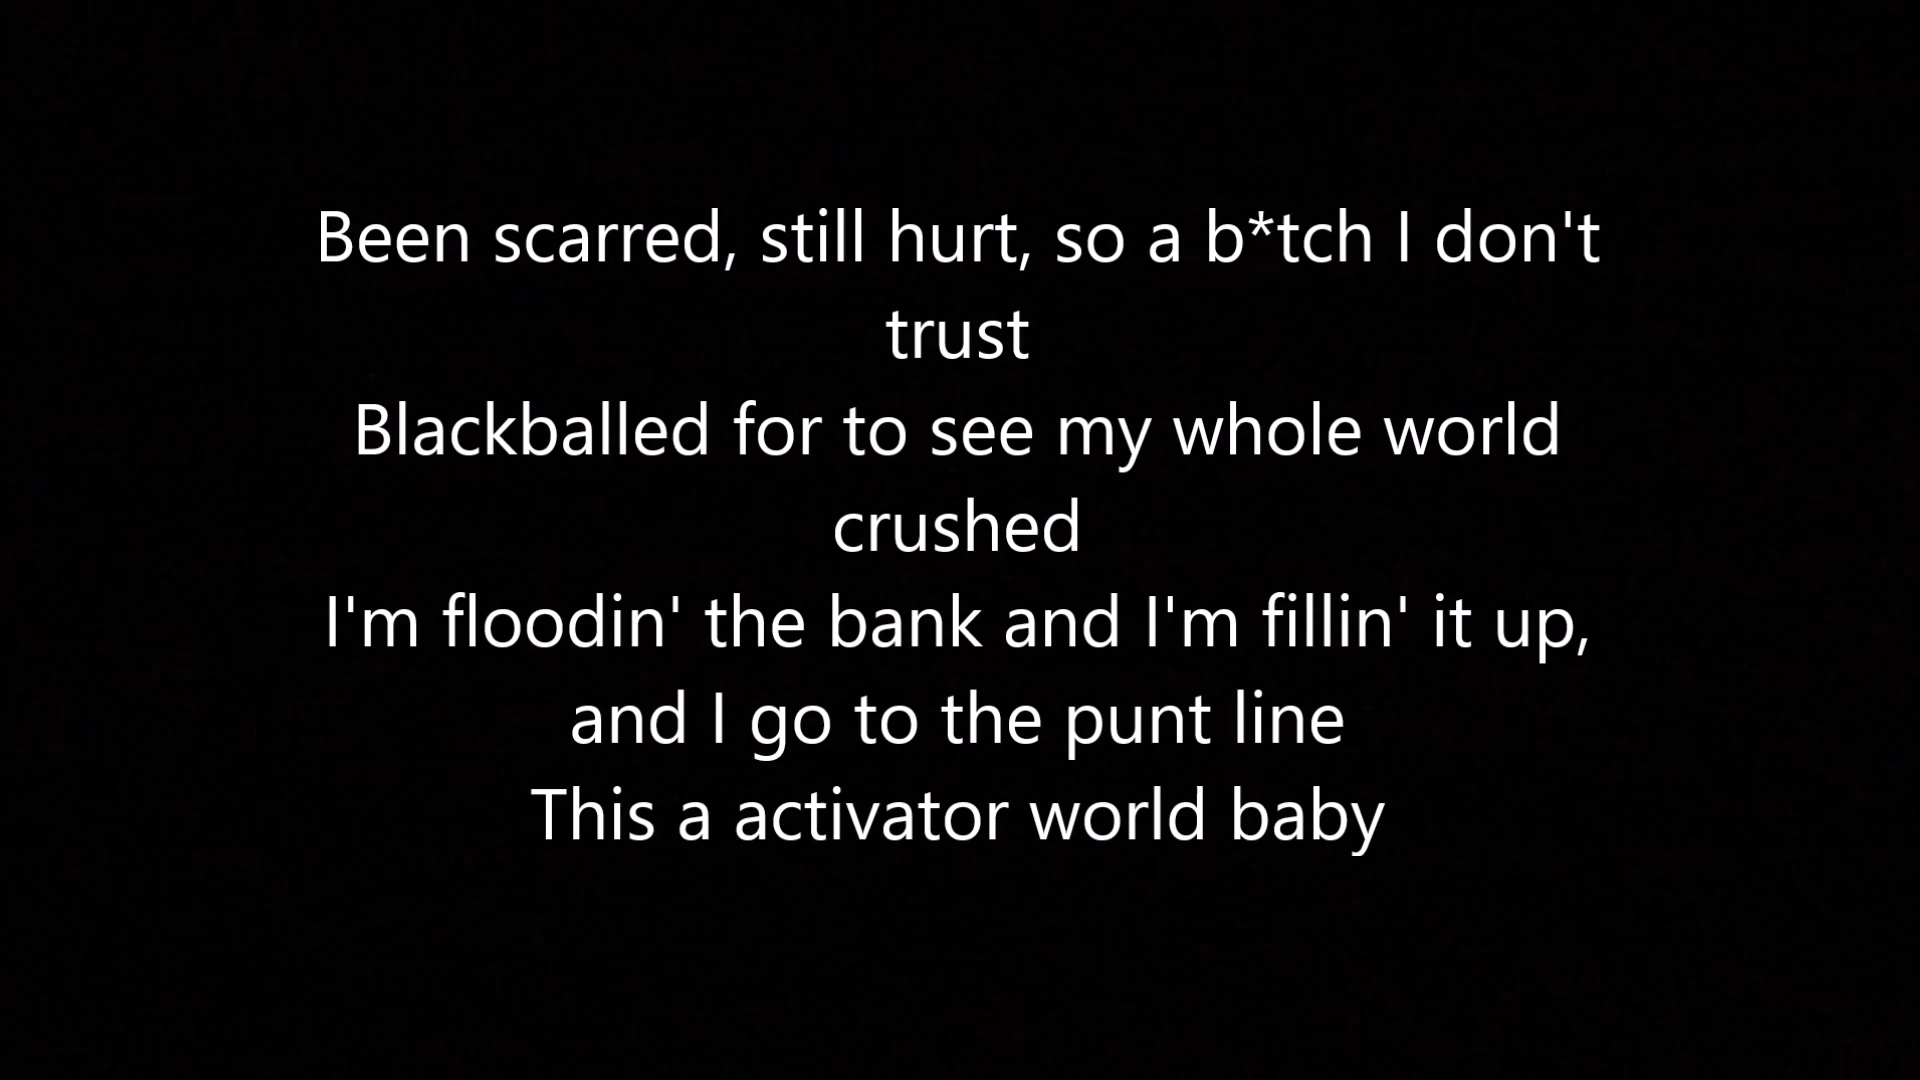 Been scarred, still hurt, so a b*tch I don't
trust
Blackballed for to see my whole world
crushed
I'm floodin' the bank and I'm fillin' it up,
and I go to the punt line
This a activator world baby